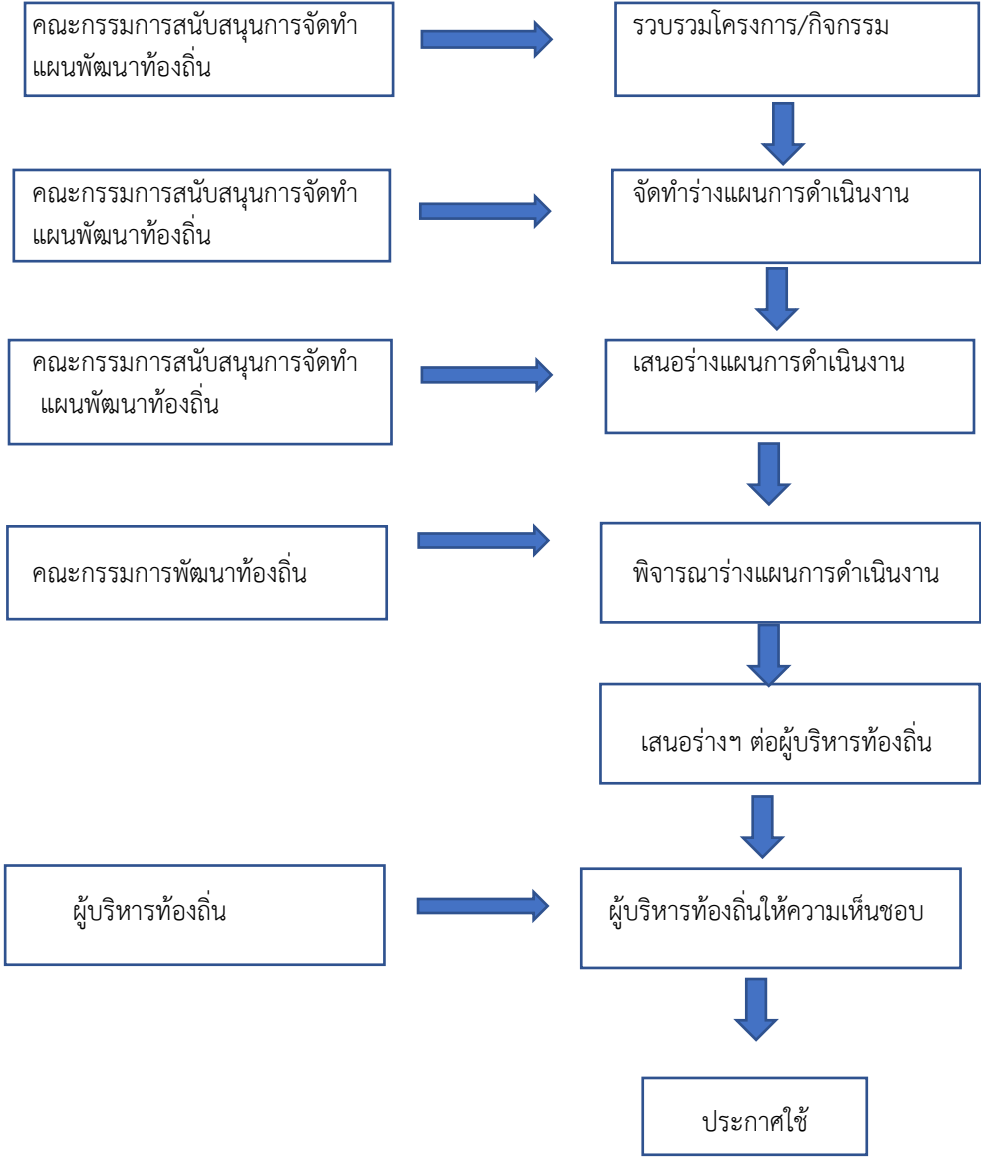 คณะกรรมการสนับสนุนการจัดทำ
แผนพัฒนาท้องถิ่น
รวบรวมโครงการ/กิจกรรม
คณะกรรมการสนับสนุนการจัดทำ
แผนพัฒนาท้องถิ่น
จัดทำร่างแผนการดำเนินงาน
คณะกรรมการสนับสนุนการจัดทำ
แผนพัฒนาท้องถิ่น
เสนอร่างแผนการดำเนินงาน
คณะกรรมการพัฒนาท้องถิ่น
พิจารณาร่างแผนการดำเนินงาน
เสนอร่างฯ ต่อผู้บริหารท้องถิ่น
ผู้บริหารท้องถิ่น
ผู้บริหารท้องถิ่นให้ความเห็นชอบ
ประกาศใช้